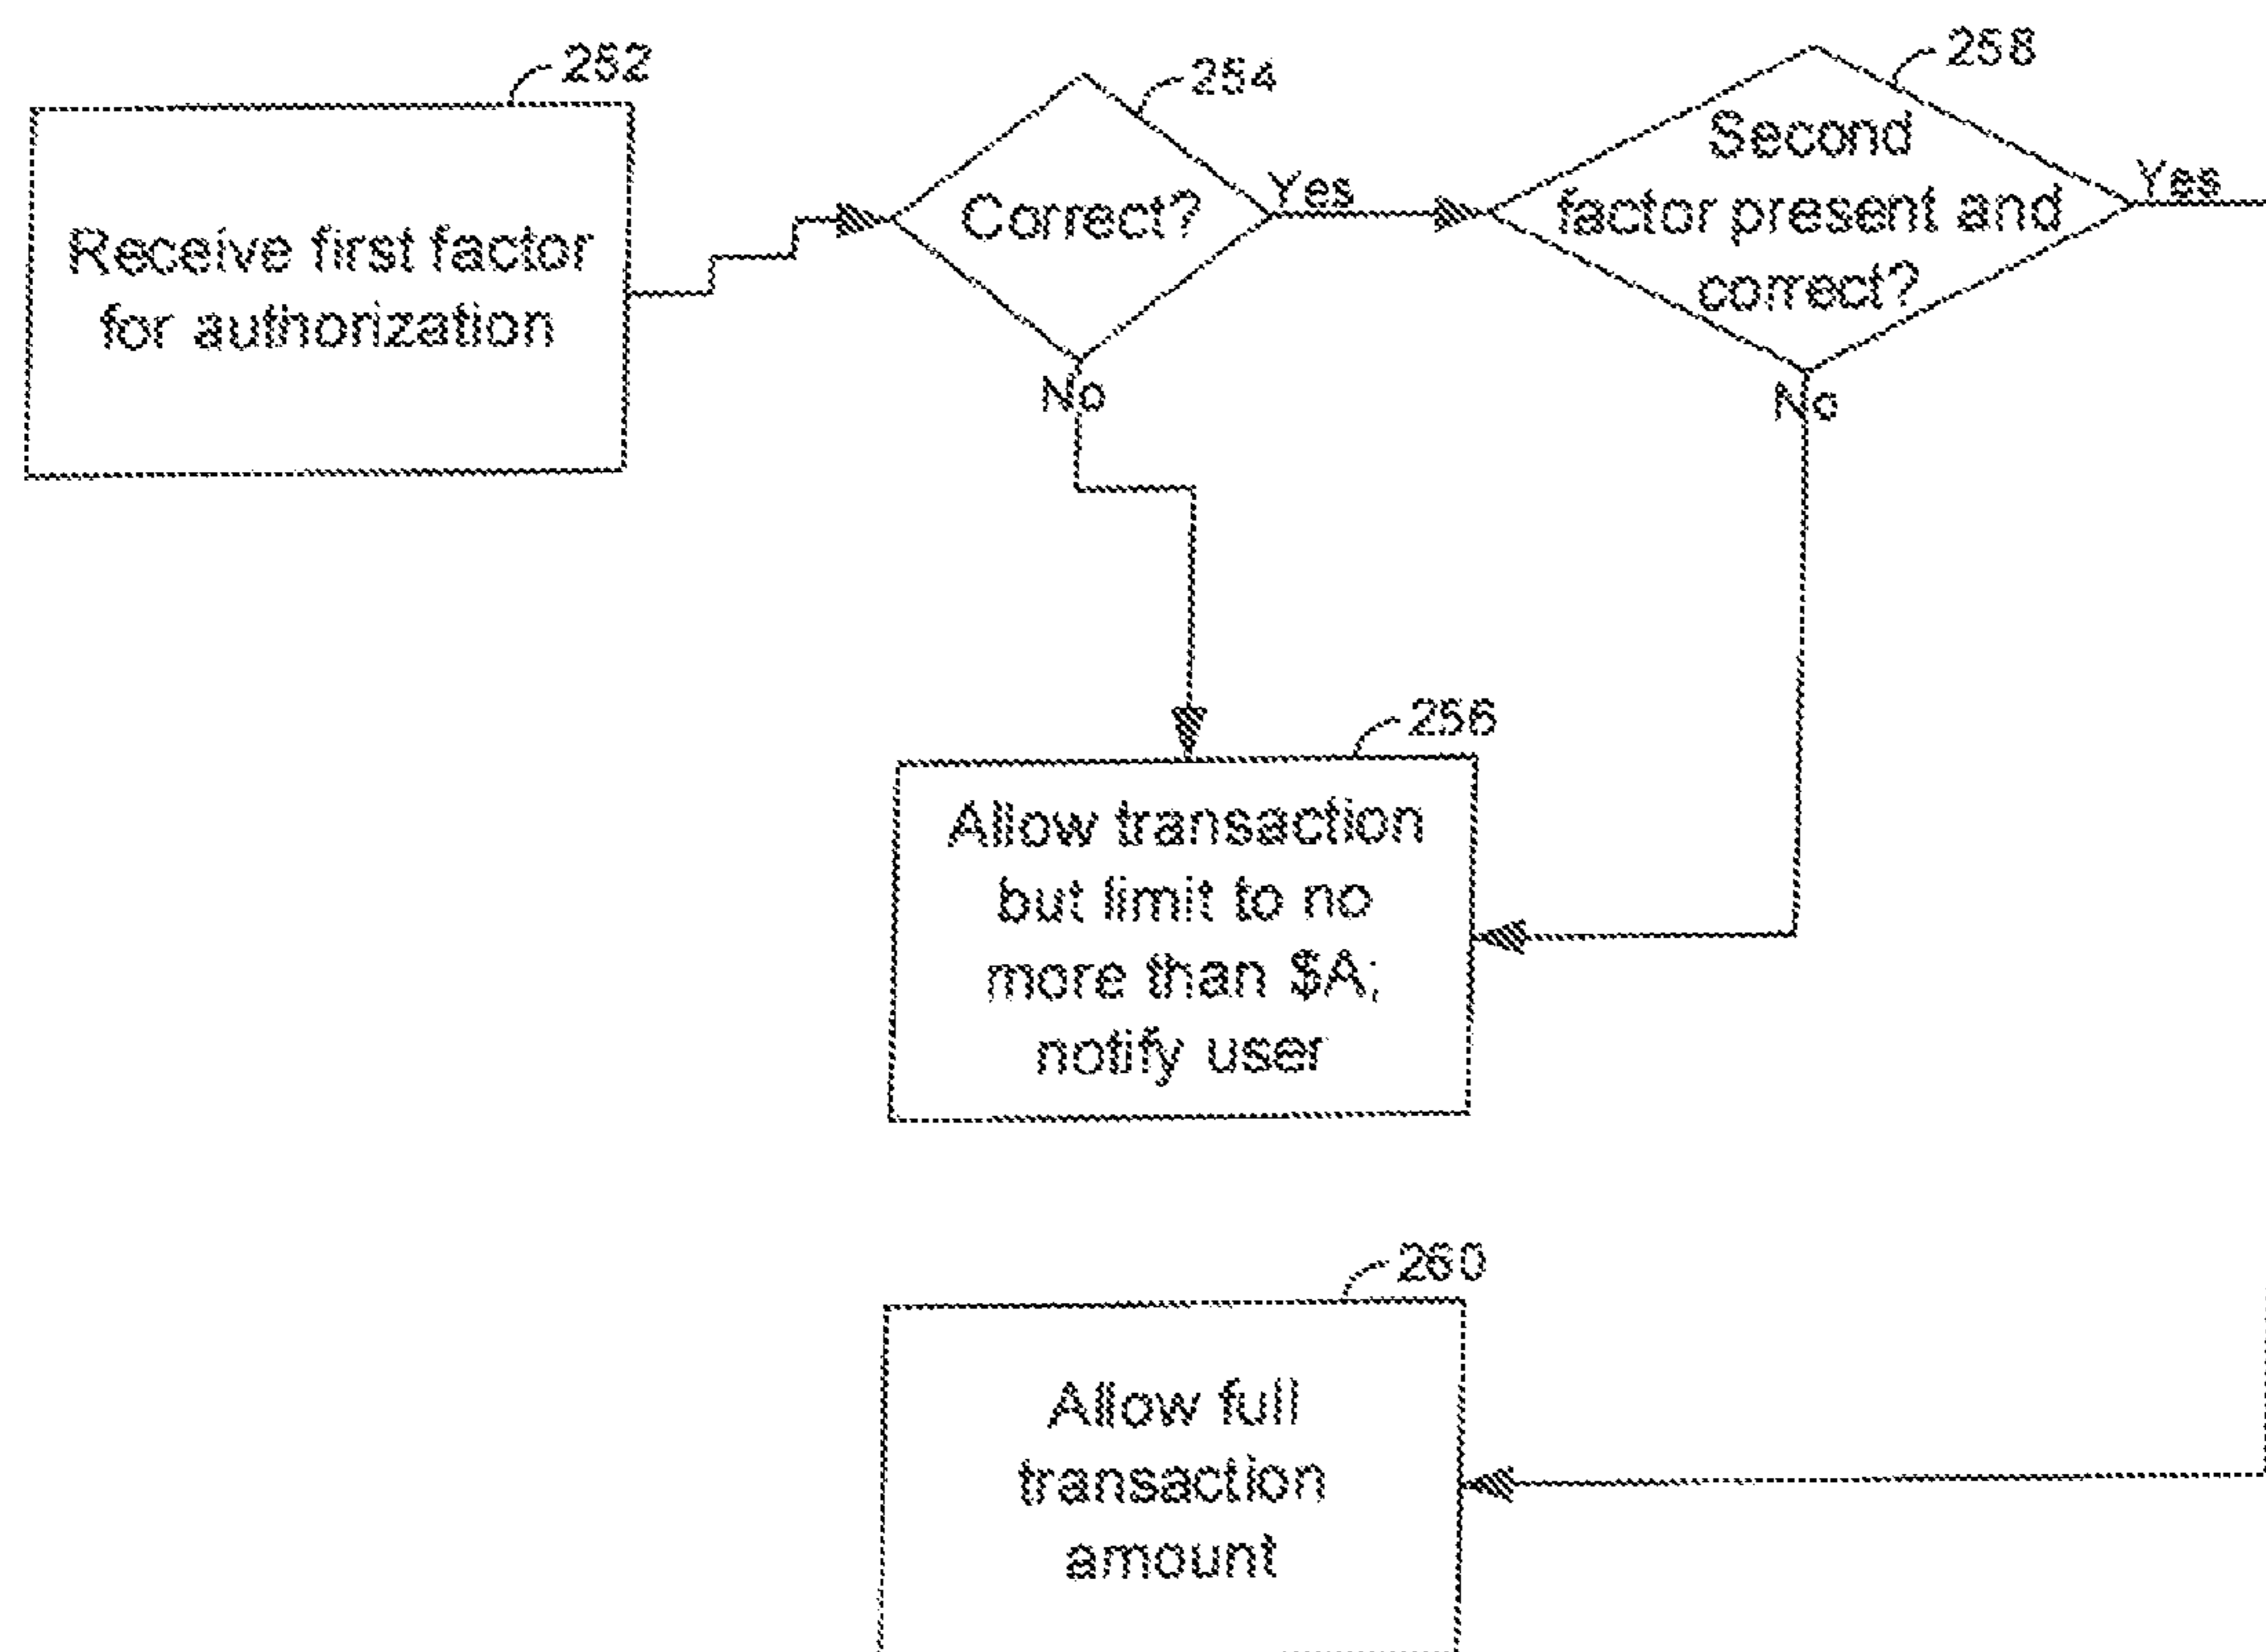 252
Receive first factor
for authorization
254
Correct?
Yes
No
258
Second
factor present and
correct?
Yes
No
256
Allow transaction
but limit to no
more than $A;
notify user
260
Allow full
transaction
amount